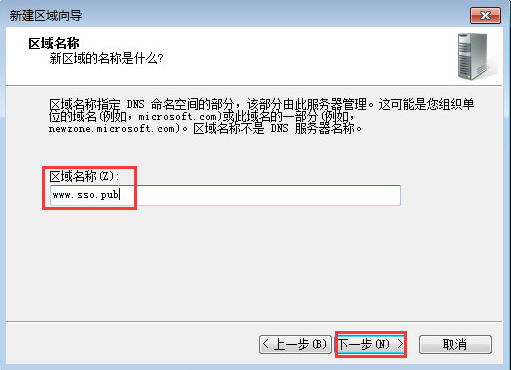 新建区域向导
区域名称
新区域的名称是什么?
区域名称指定 DNS 命名空间的部分，该部分由此服务器管理。这可能是您组织单
位的域名(例如，microsoft.com)或此域名的一部分(例如，
newzone.microsoft.com)。区域名称不是 DNS 服务器名称。
区域名称(Z):
www.sso.pub
< 上一步(B)
下一步(N) >
取消